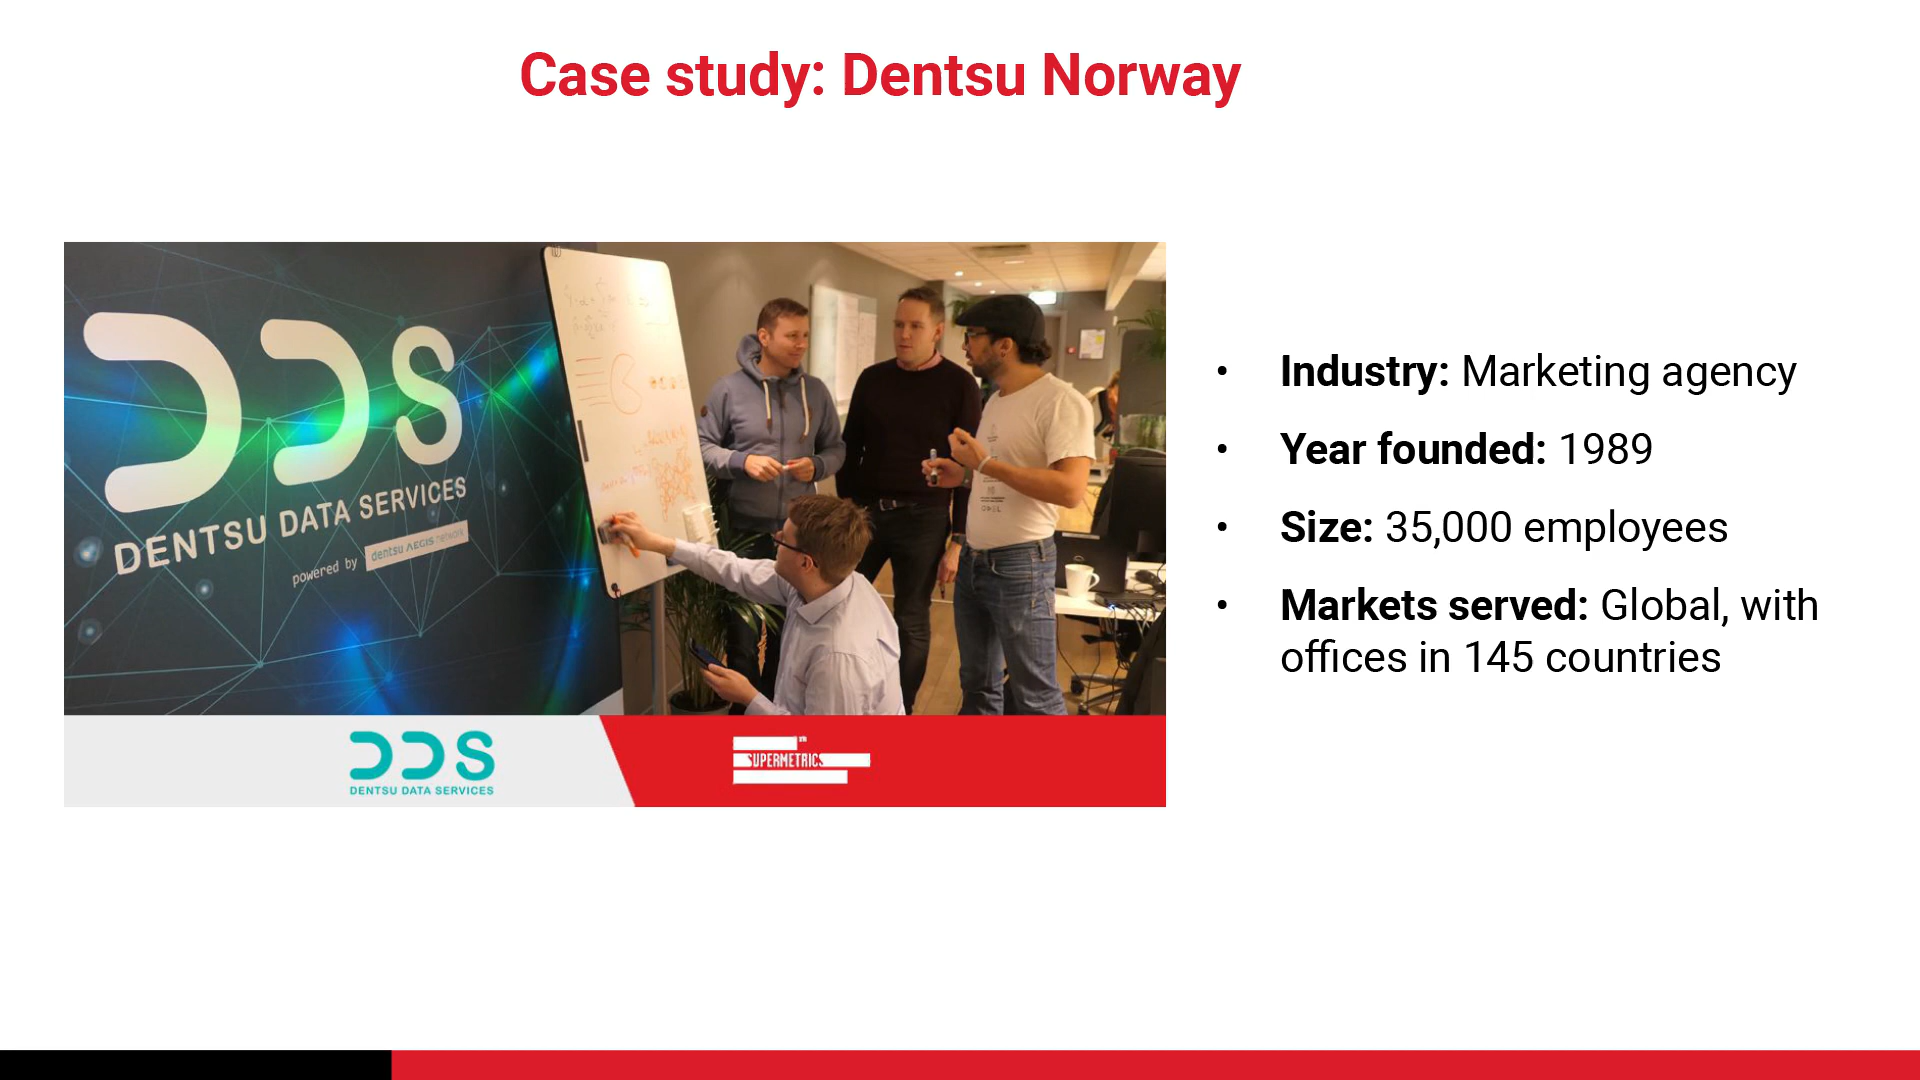 Case study: Dentsu Norway
DDS
DENTSU DATA SERVICES
powered by dentsu AEGIS network
DDS
DENTSU DATA SERVICES
SUPERMETRICS
• Industry: Marketing agency
• Year founded: 1989
• Size: 35,000 employees
• Markets served: Global, with
offices in 145 countries